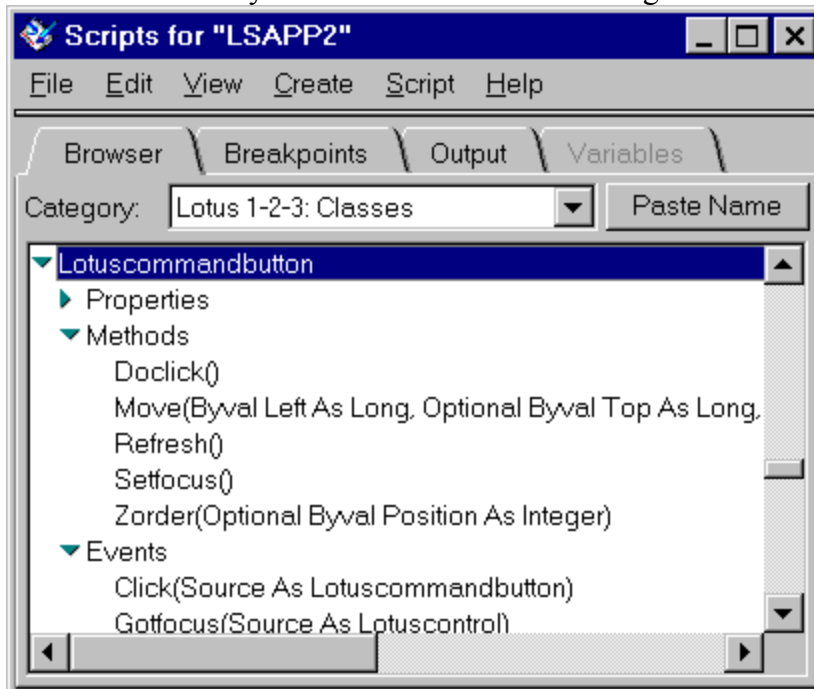 Scripts for "LSAPP2"
File Edit View Create Script Help
Browser Breakpoints Output Variables
Category: Lotus 1-2-3: Classes Paste Name
Lotuscommandbutton
Properties
Methods
Doclick()
Move(Byval Left As Long, Optional Byval Top As Long,
Refresh()
Setfocus()
Zorder(Optional Byval Position As Integer)
Events
Click(Source As Lotuscommandbutton)
Gotfocus(Source As Lotuscontrol)